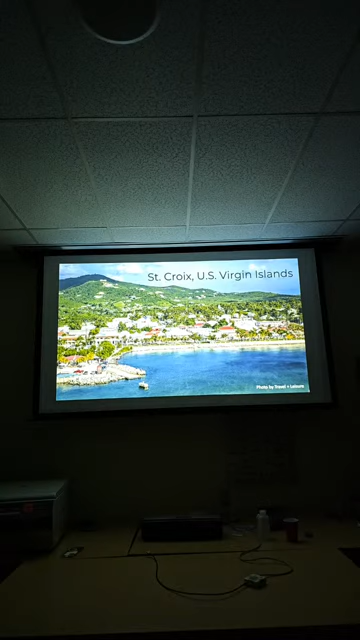 St. Croix, U.S. Virgin Islands
Photo by Travel + Leisure